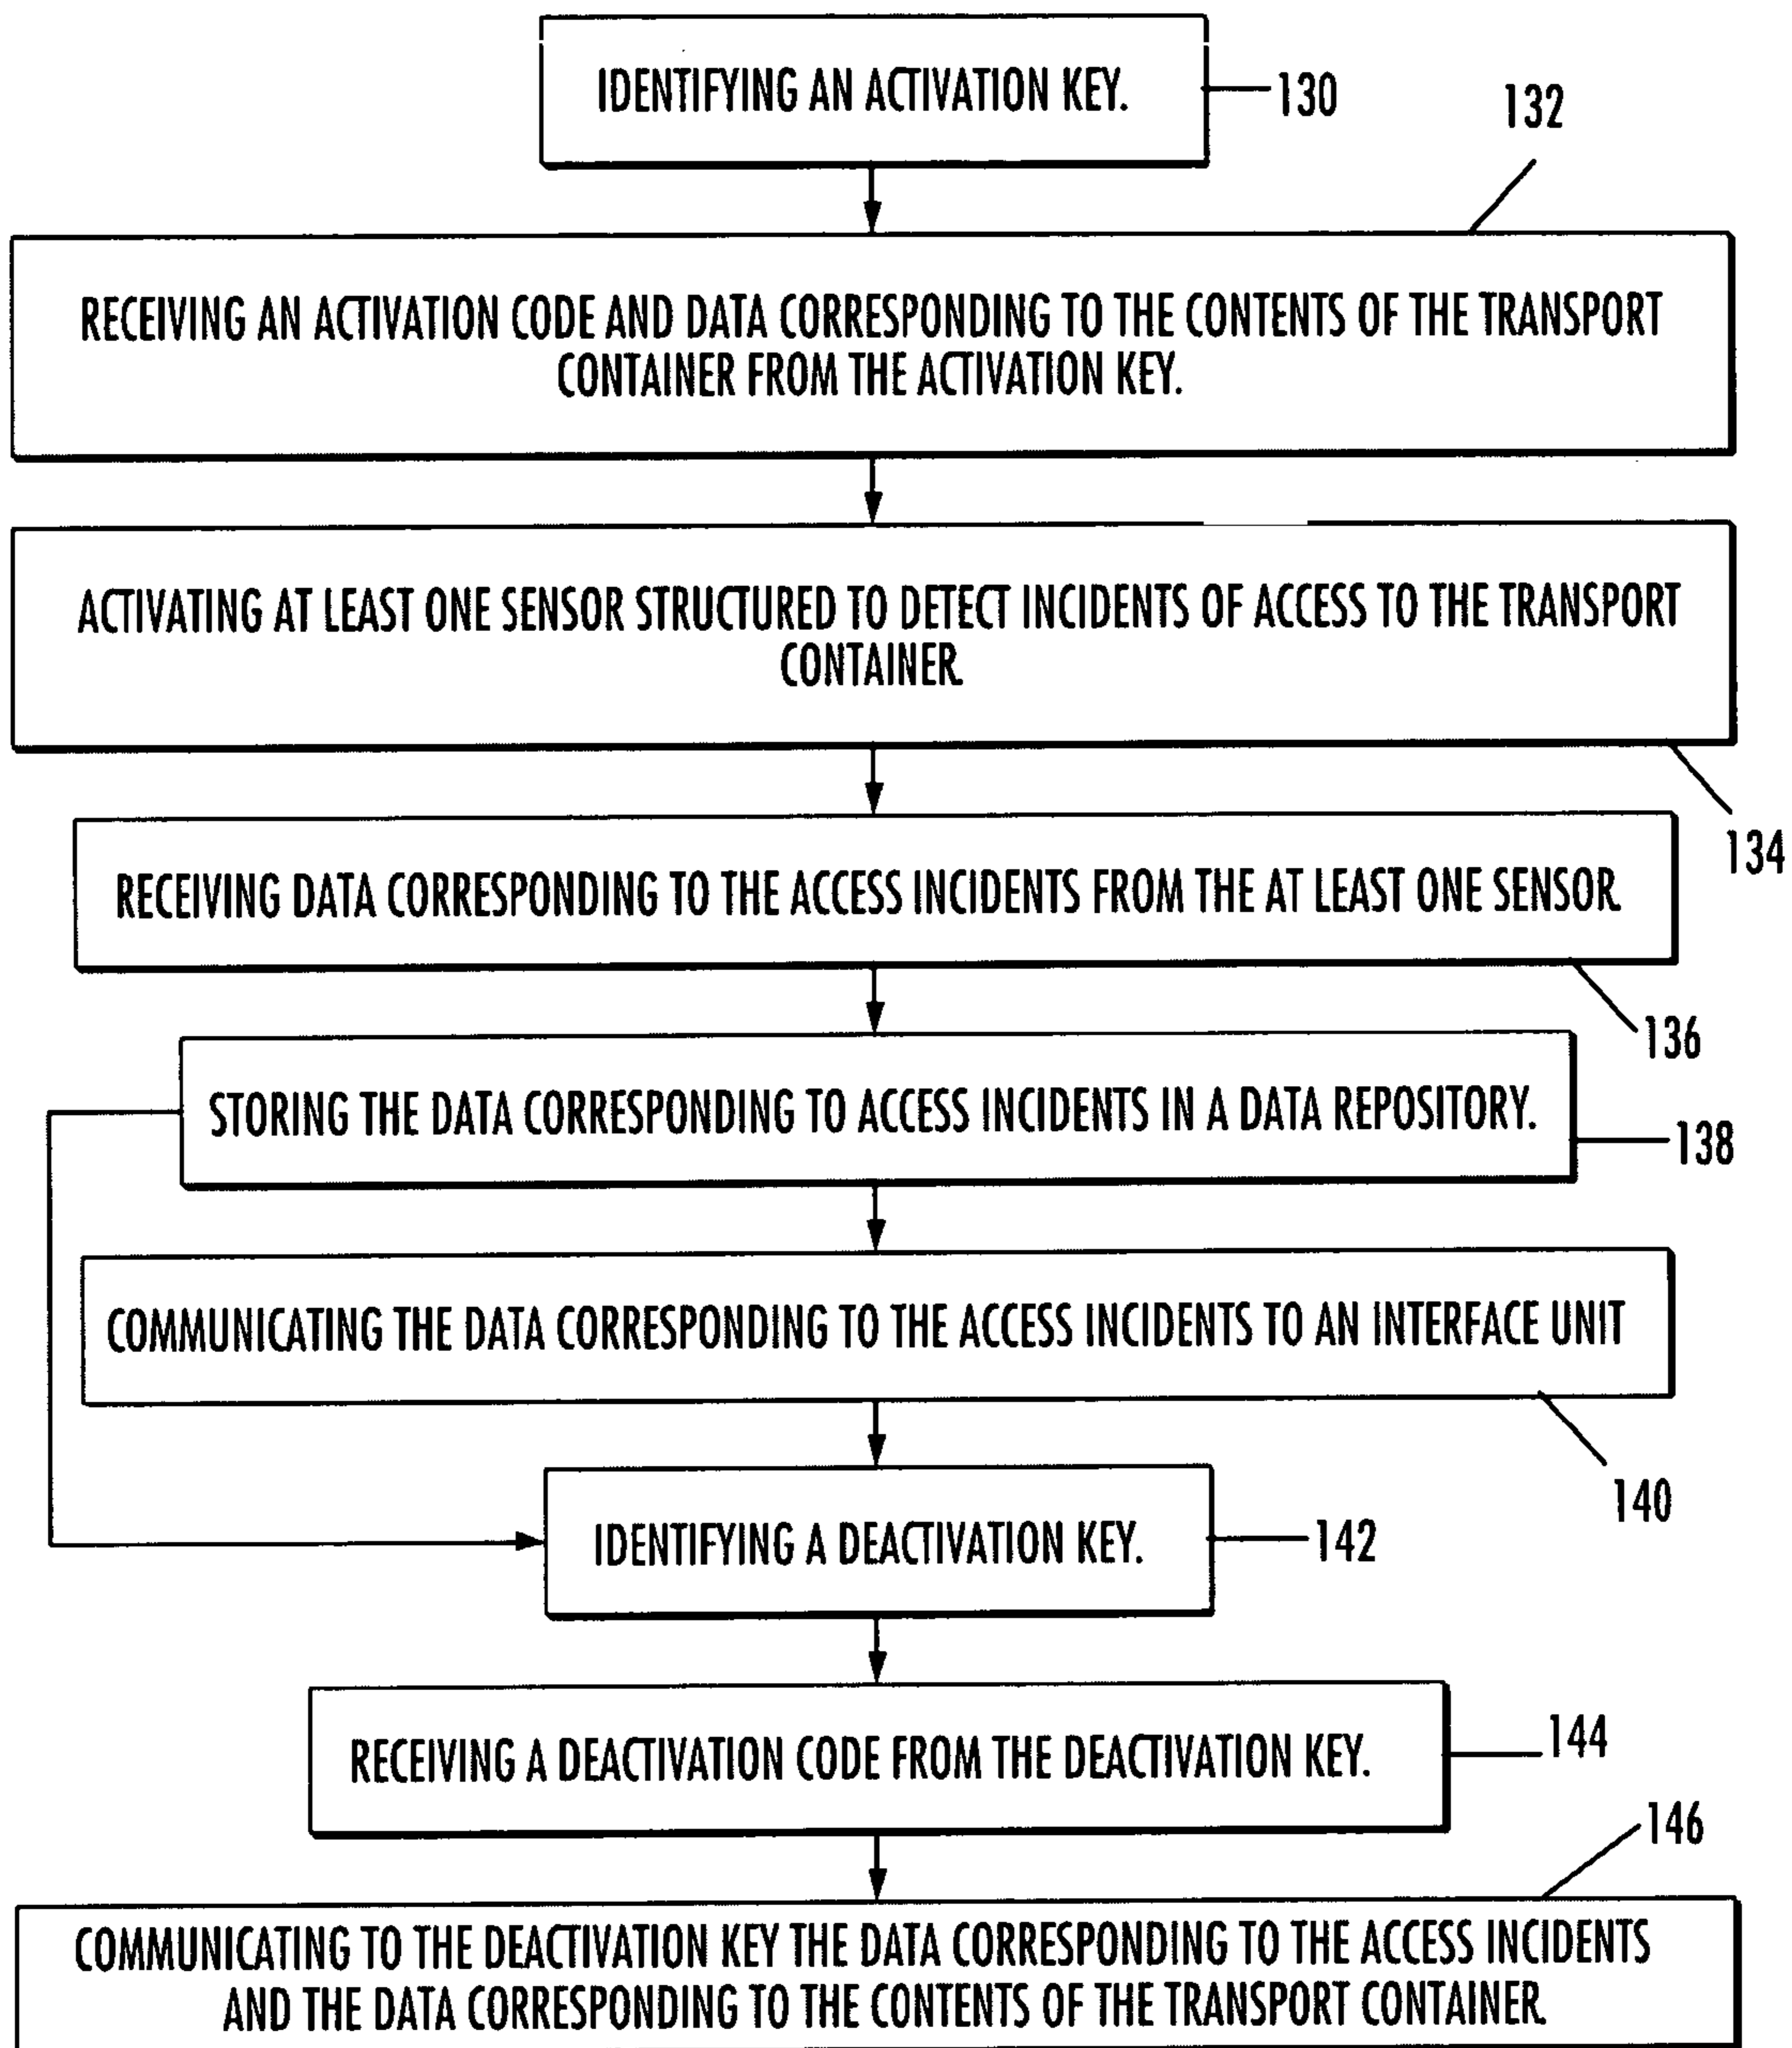 IDENTIFYING AN ACTIVATION KEY.
130
132
RECEIVING AN ACTIVATION CODE AND DATA CORRESPONDING TO THE CONTENTS OF THE TRANSPORT
CONTAINER FROM THE ACTIVATION KEY.
ACTIVATING AT LEAST ONE SENSOR STRUCTURED TO DETECT INCIDENTS OF ACCESS TO THE TRANSPORT
CONTAINER.
134
RECEIVING DATA CORRESPONDING TO THE ACCESS INCIDENTS FROM THE AT LEAST ONE SENSOR.
136
STORING THE DATA CORRESPONDING TO ACCESS INCIDENTS IN A DATA REPOSITORY.
138
COMMUNICATING THE DATA CORRESPONDING TO THE ACCESS INCIDENTS TO AN INTERFACE UNIT
140
IDENTIFYING A DEACTIVATION KEY.
142
RECEIVING A DEACTIVATION CODE FROM THE DEACTIVATION KEY.
144
146
COMMUNICATING TO THE DEACTIVATION KEY THE DATA CORRESPONDING TO THE ACCESS INCIDENTS
AND THE DATA CORRESPONDING TO THE CONTENTS OF THE TRANSPORT CONTAINER.